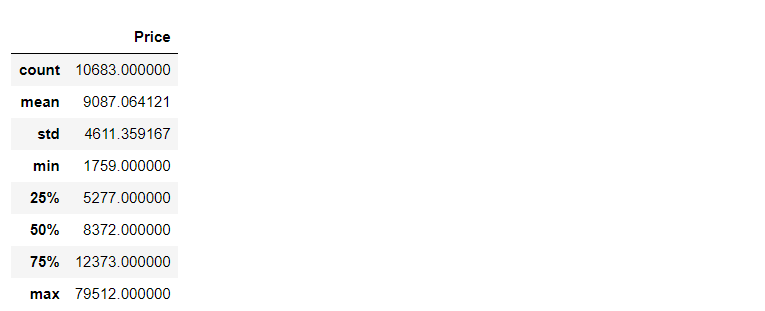 Price
count 10683.000000
mean 9087.064121
std 4611.359167
min 1759.000000
25% 5277.000000
50% 8372.000000
75% 12373.000000
max 79512.000000